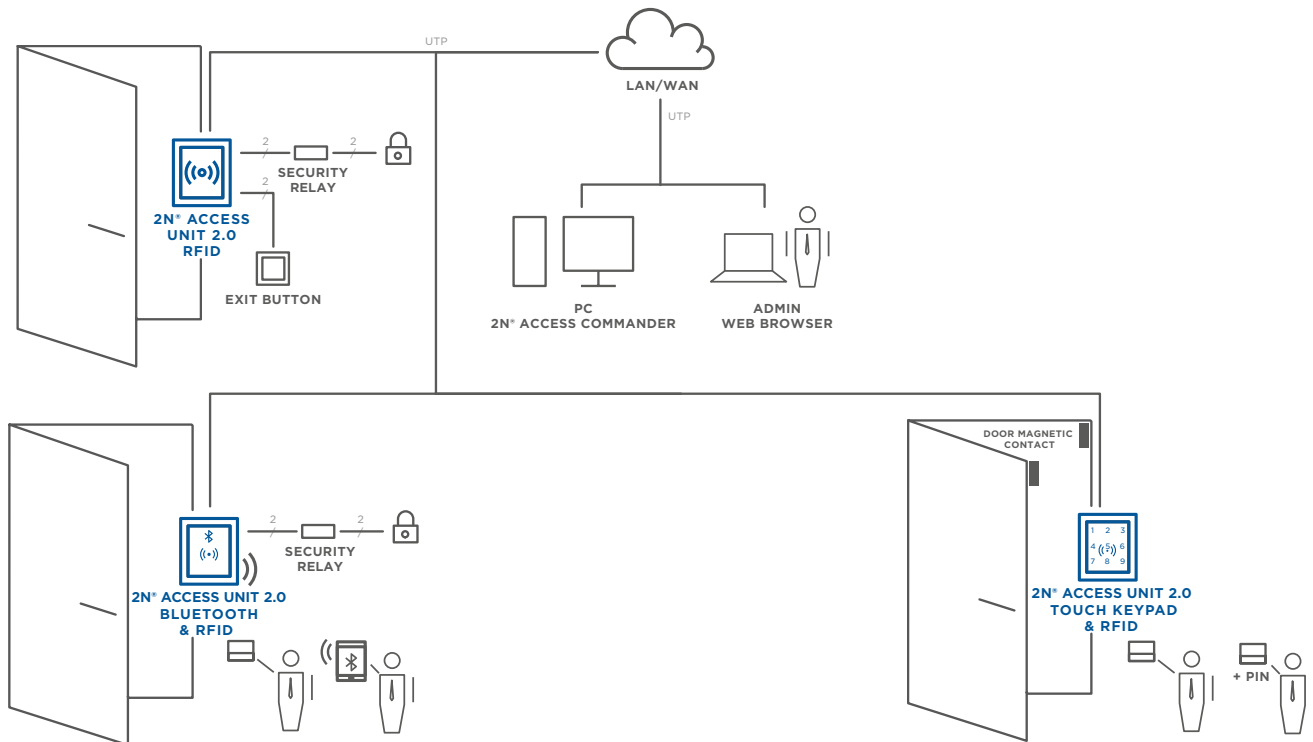 UTP
LAN/WAN
UTP
2
2
SECURITY
RELAY
2
2N® ACCESS
UNIT 2.0
RFID
EXIT BUTTON
PC
2N® ACCESS COMMANDER
ADMIN
WEB BROWSER
2
2
SECURITY
RELAY
2N® ACCESS UNIT 2.0
BLUETOOTH
& RFID
DOOR MAGNETIC
CONTACT
1 2 3
4 5 6
7 8 9
2N® ACCESS UNIT 2.0
TOUCH KEYPAD
& RFID
+ PIN